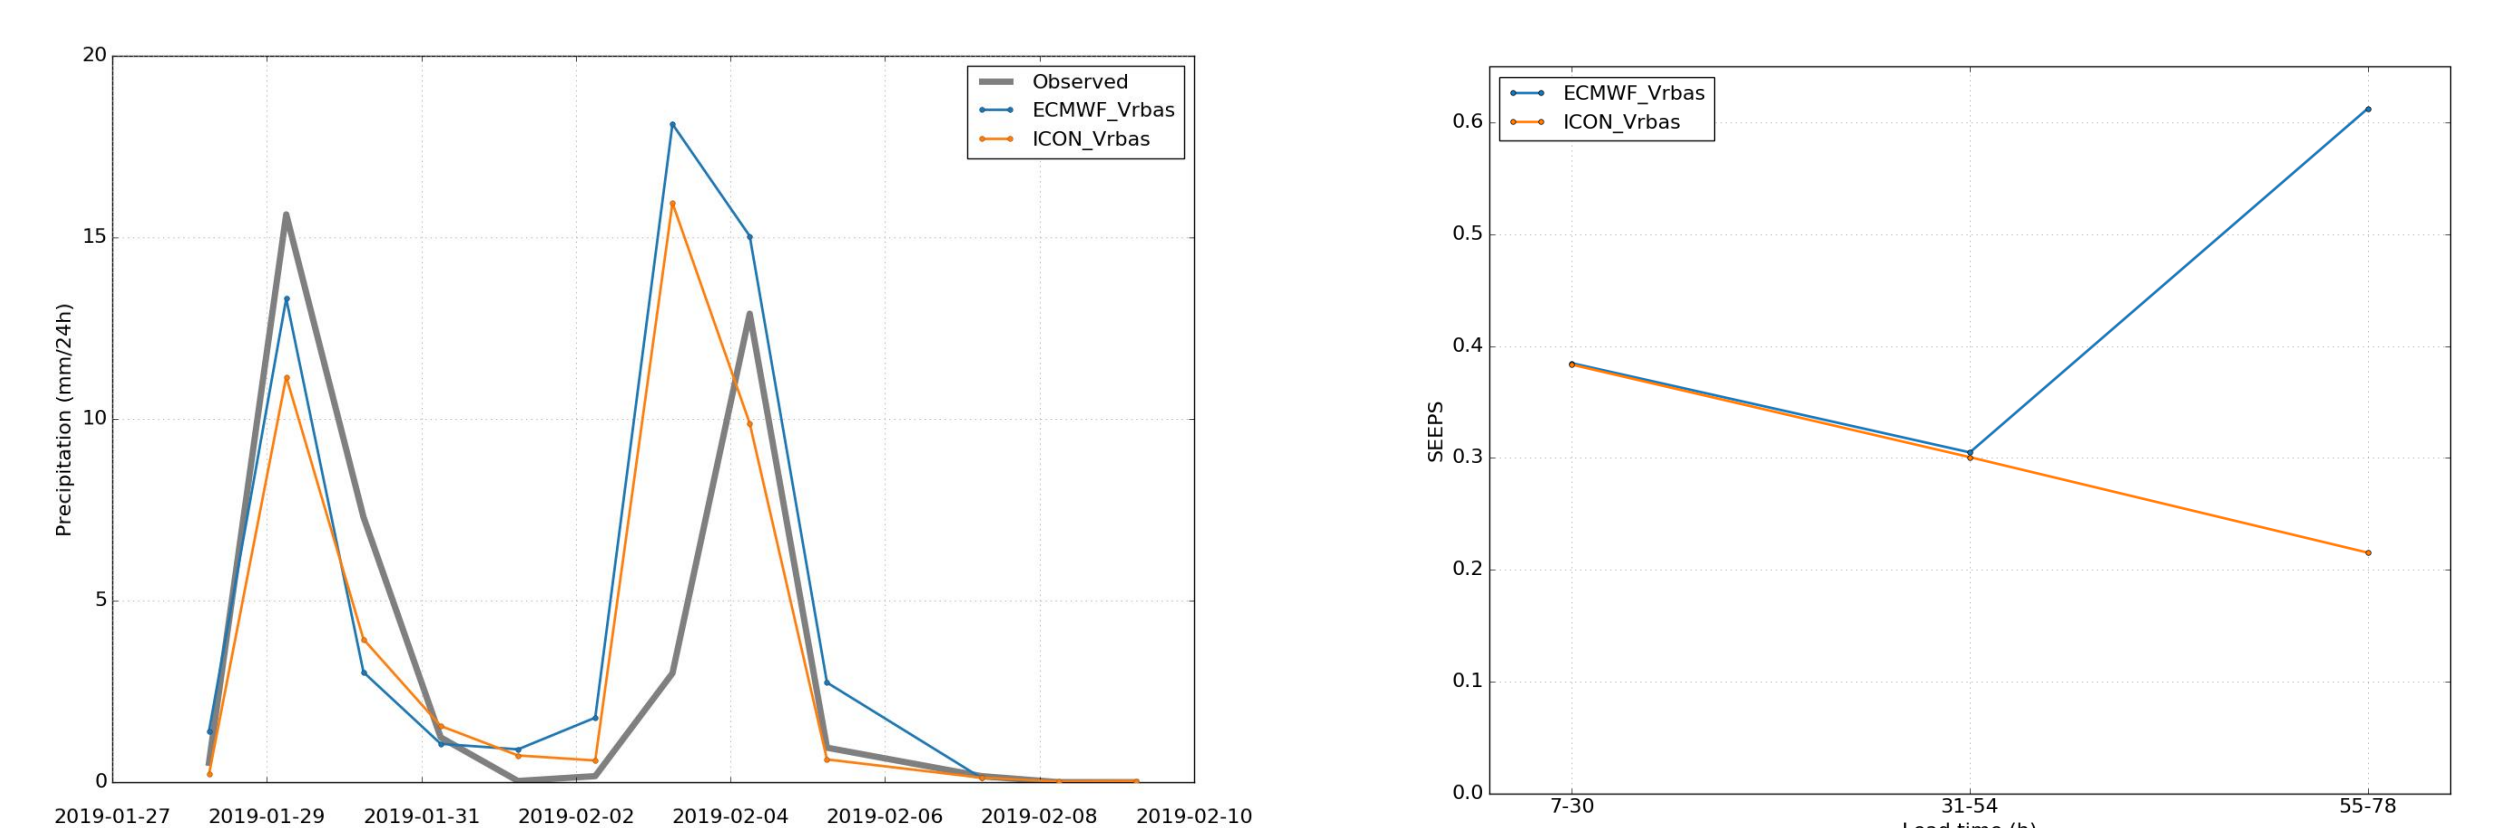 20
15
10
5
0
Precipitation (mm/24h)
Observed
ECMWF_Vrbas
ICON_Vrbas
2019-01-27 2019-01-29 2019-01-31 2019-02-02 2019-02-04 2019-02-06 2019-02-08 2019-02-10
ECMWF_Vrbas
ICON_Vrbas
0.6
0.5
0.4
0.3
0.2
0.1
0.0
SEEPS
7-30 31-54 55-78
Lead time (h)